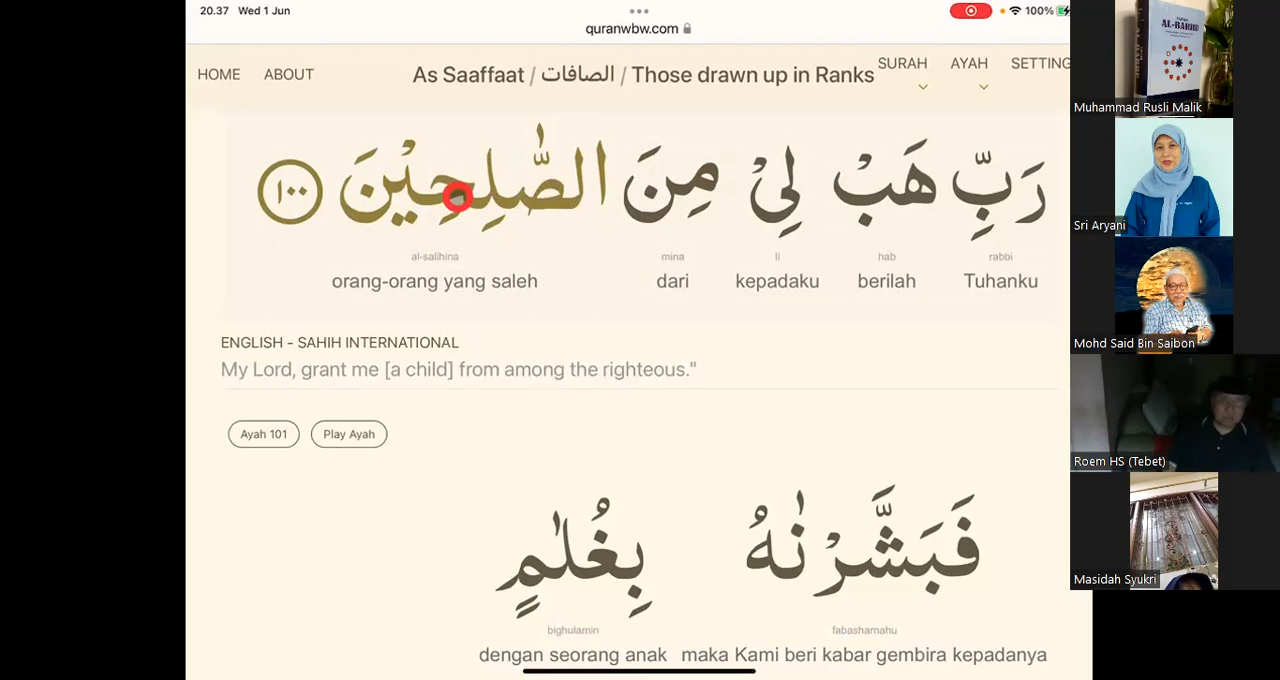 20.37 Wed 1 Jun
100%
quranwbw.com
HOME ABOUT
As Saaffaat / الصافات / Those drawn up in Ranks
SURAH AYAH SETTING
رَبِّ هَبْ لِيْ مِنَ الصّٰلِحِيْنَ ١٠٠
rabbi hab li mina al-salihina
Tuhanku berilah kepadaku dari orang-orang yang saleh
ENGLISH - SAHIH INTERNATIONAL
My Lord, grant me [a child] from among the righteous."
Ayah 101 Play Ayah
فَبَشَّرْنٰهُ بِغُلٰمٍ
fabasharnahu bighulamin
maka Kami beri kabar gembira kepadanya dengan seorang anak
TAFSIR
AL-BARRU
Muhammad Rusli Malik
Sri Aryani
Mohd Said Bin Saibon
Roem HS (Tebet)
Masidah Syukri